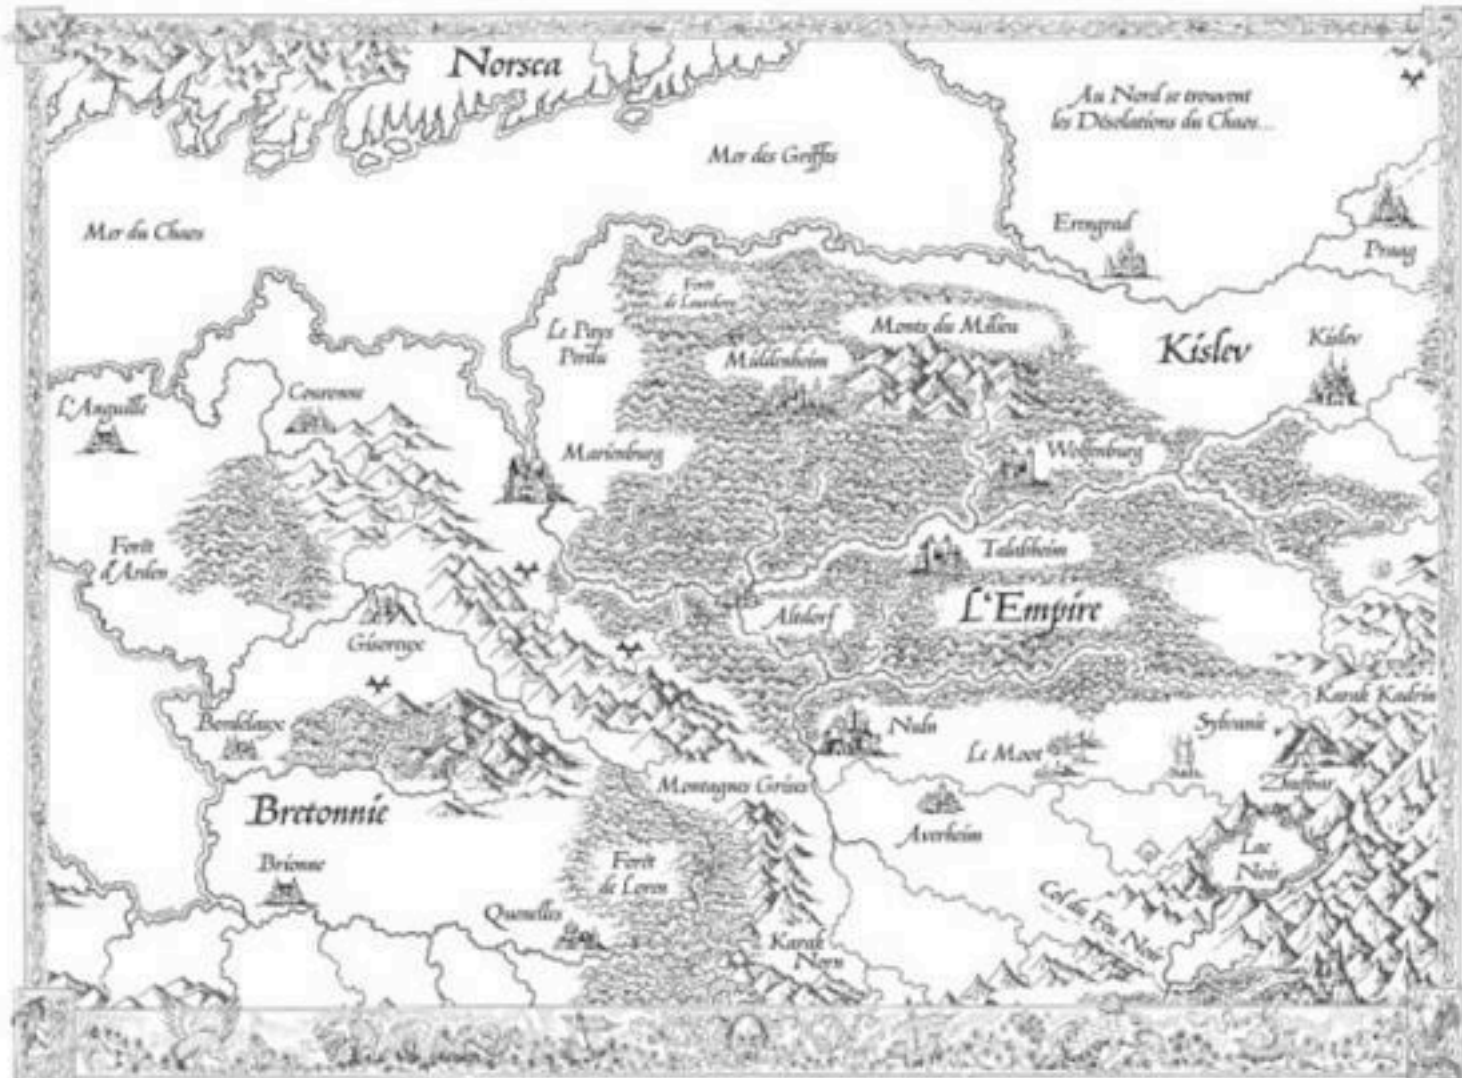 Norsca
Au Nord se trouvent
les Désolations du Chaos...
Mer des Griffes
Mer du Chaos
Erengrad
Praag
Forêt
Le Pays
Perdu
Monts du Milieu
Middenheim
Kislev
Kislev
Couronne
L'Anguille
Marienburg
Wolfenburg
Forêt
d'Arden
Talabheim
Altdorf
L'Empire
Gisoreux
Karak Kadrin
Bordelaux
Nuln
Le Moot
Sylvanie
Zhufbar
Montagnes Grises
Bretonnie
Averheim
Lac
Noir
Brionne
Forêt
de Loren
Quenelles
Col du Feu Noir
Karak
Norn